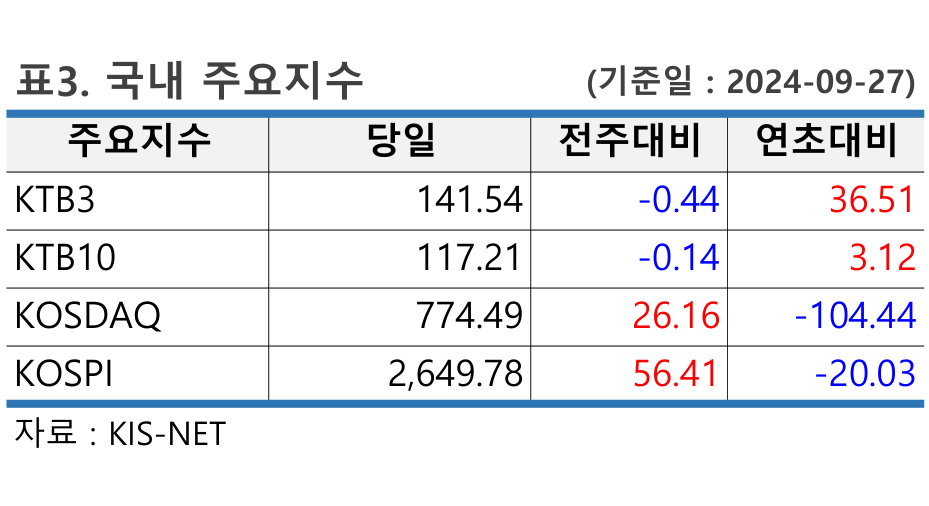 표3. 국내 주요지수 (기준일 : 2024-09-27)
주요지수 당일 전주대비 연초대비
KTB3 141.54 -0.44 36.51
KTB10 117.21 -0.14 3.12
KOSDAQ 774.49 26.16 -104.44
KOSPI 2,649.78 56.41 -20.03
자료 : KIS-NET